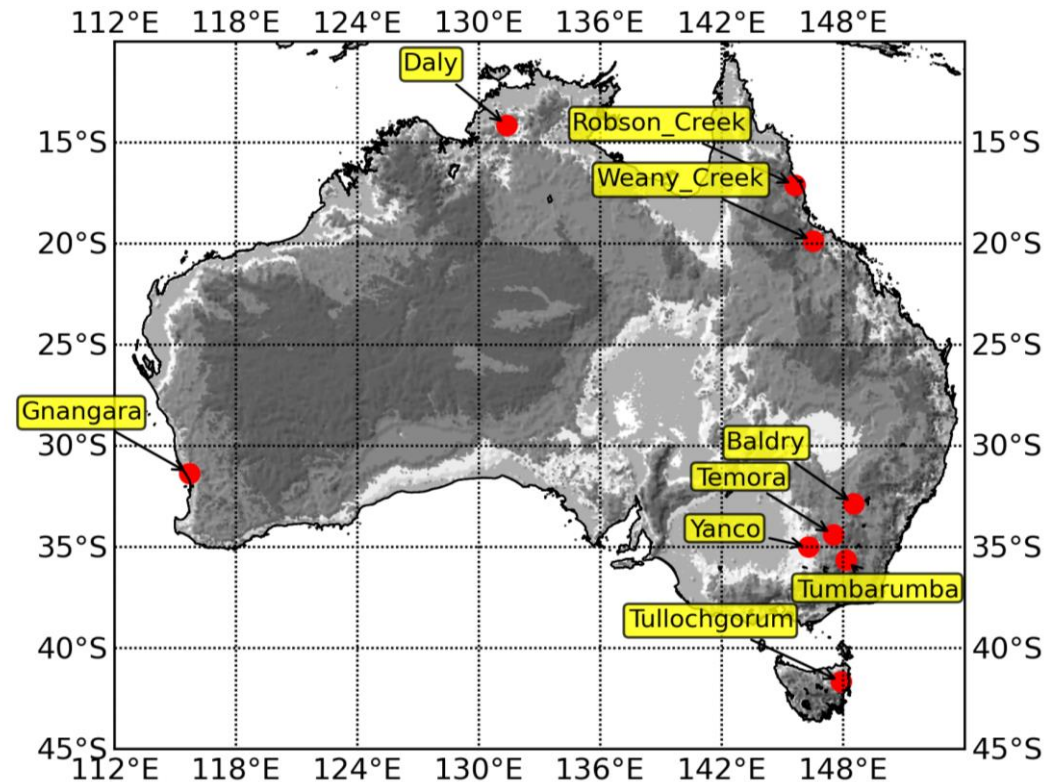 112°E 118°E 124°E 130°E 136°E 142°E 148°E
Daly
Robson_Creek
15°S 15°S
Weany_Creek
20°S 20°S
25°S 25°S
Gnangara
30°S 30°S
Baldry
Temora
Yanco
35°S 35°S
Tumbarumba
Tullochgorum
40°S 40°S
45°S 45°S
112°E 118°E 124°E 130°E 136°E 142°E 148°E